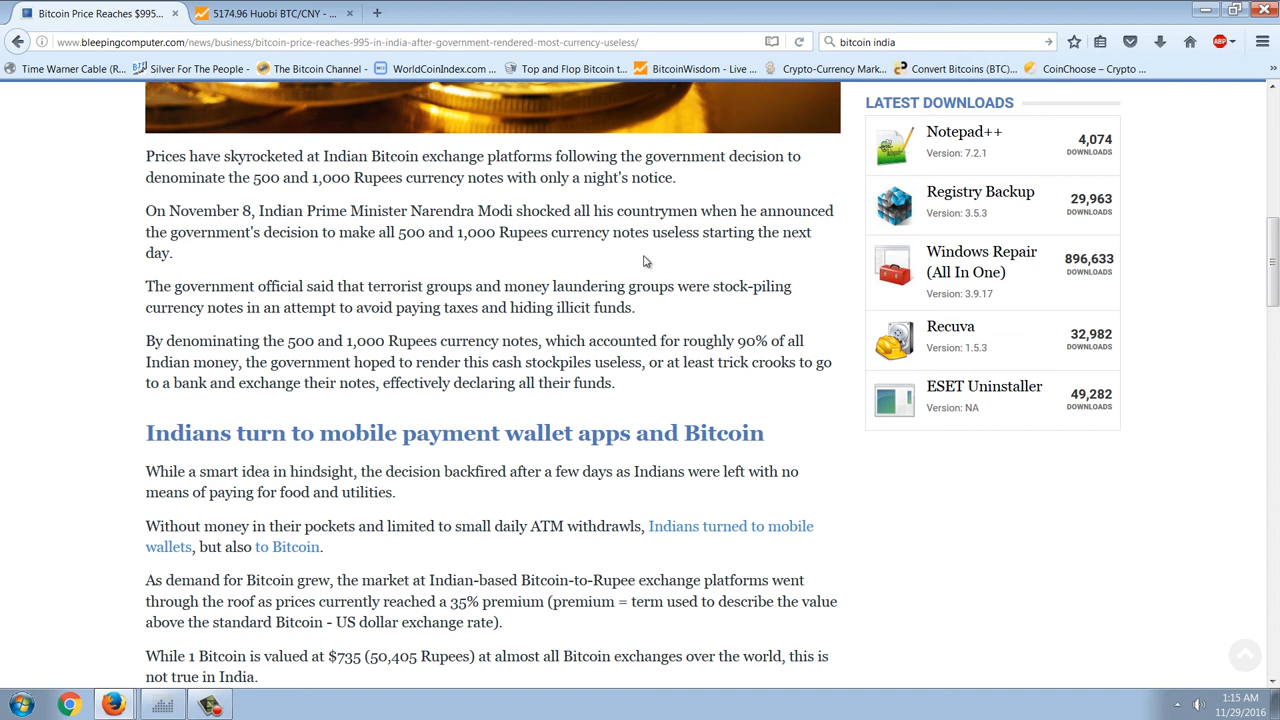 Bitcoin Price Reaches $995... ×
5174.96 Huobi BTC/CNY - ... ×
www.bleepingcomputer.com/news/business/bitcoin-price-reaches-995-in-india-after-government-rendered-most-currency-useless/
bitcoin india
ABP
Time Warner Cable (R...
Silver For The People - ...
The Bitcoin Channel - ...
WorldCoinIndex.com ...
Top and Flop Bitcoin t...
BitcoinWisdom - Live ...
Crypto-Currency Mark...
Convert Bitcoins (BTC)...
CoinChoose – Crypto ...
Prices have skyrocketed at Indian Bitcoin exchange platforms following the government decision to
denominate the 500 and 1,000 Rupees currency notes with only a night's notice.
On November 8, Indian Prime Minister Narendra Modi shocked all his countrymen when he announced
the government's decision to make all 500 and 1,000 Rupees currency notes useless starting the next
day.
The government official said that terrorist groups and money laundering groups were stock-piling
currency notes in an attempt to avoid paying taxes and hiding illicit funds.
By denominating the 500 and 1,000 Rupees currency notes, which accounted for roughly 90% of all
Indian money, the government hoped to render this cash stockpiles useless, or at least trick crooks to go
to a bank and exchange their notes, effectively declaring all their funds.
Indians turn to mobile payment wallet apps and Bitcoin
While a smart idea in hindsight, the decision backfired after a few days as Indians were left with no
means of paying for food and utilities.
Without money in their pockets and limited to small daily ATM withdrawls, Indians turned to mobile
wallets, but also to Bitcoin.
As demand for Bitcoin grew, the market at Indian-based Bitcoin-to-Rupee exchange platforms went
through the roof as prices currently reached a 35% premium (premium = term used to describe the value
above the standard Bitcoin - US dollar exchange rate).
While 1 Bitcoin is valued at $735 (50,405 Rupees) at almost all Bitcoin exchanges over the world, this is
not true in India.
LATEST DOWNLOADS
Notepad++
Version: 7.2.1
4,074
DOWNLOADS
Registry Backup
Version: 3.5.3
29,963
DOWNLOADS
Windows Repair
(All In One)
Version: 3.9.17
896,633
DOWNLOADS
Recuva
Version: 1.5.3
32,982
DOWNLOADS
ESET Uninstaller
Version: NA
49,282
DOWNLOADS
1:15 AM
11/29/2016